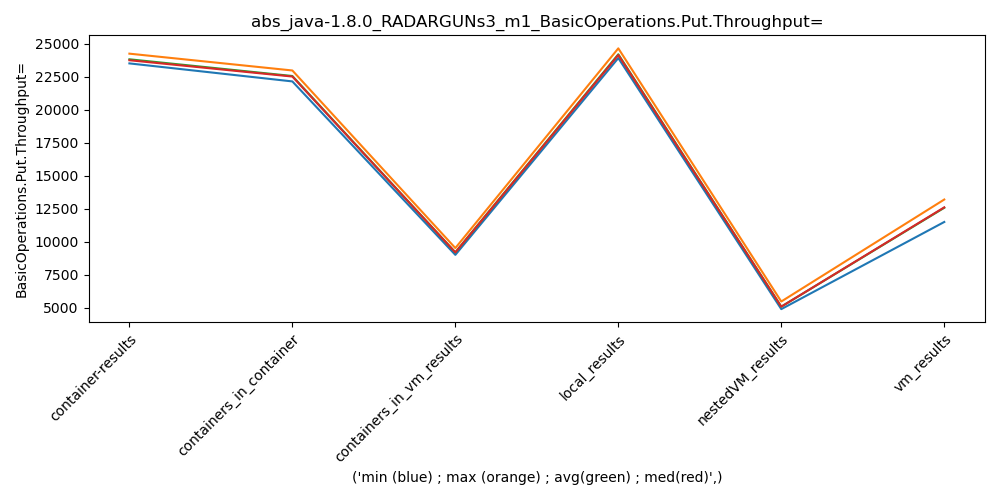 abs_java-1.8.0_RADARGUNs3_m1_BasicOperations.Put.Throughput=
BasicOperations.Put.Throughput=
25000
22500
20000
17500
15000
12500
10000
7500
5000
container-results
containers_in_container
containers_in_vm_results
local_results
nestedVM_results
vm_results
('min (blue) ; max (orange) ; avg(green) ; med(red)',)